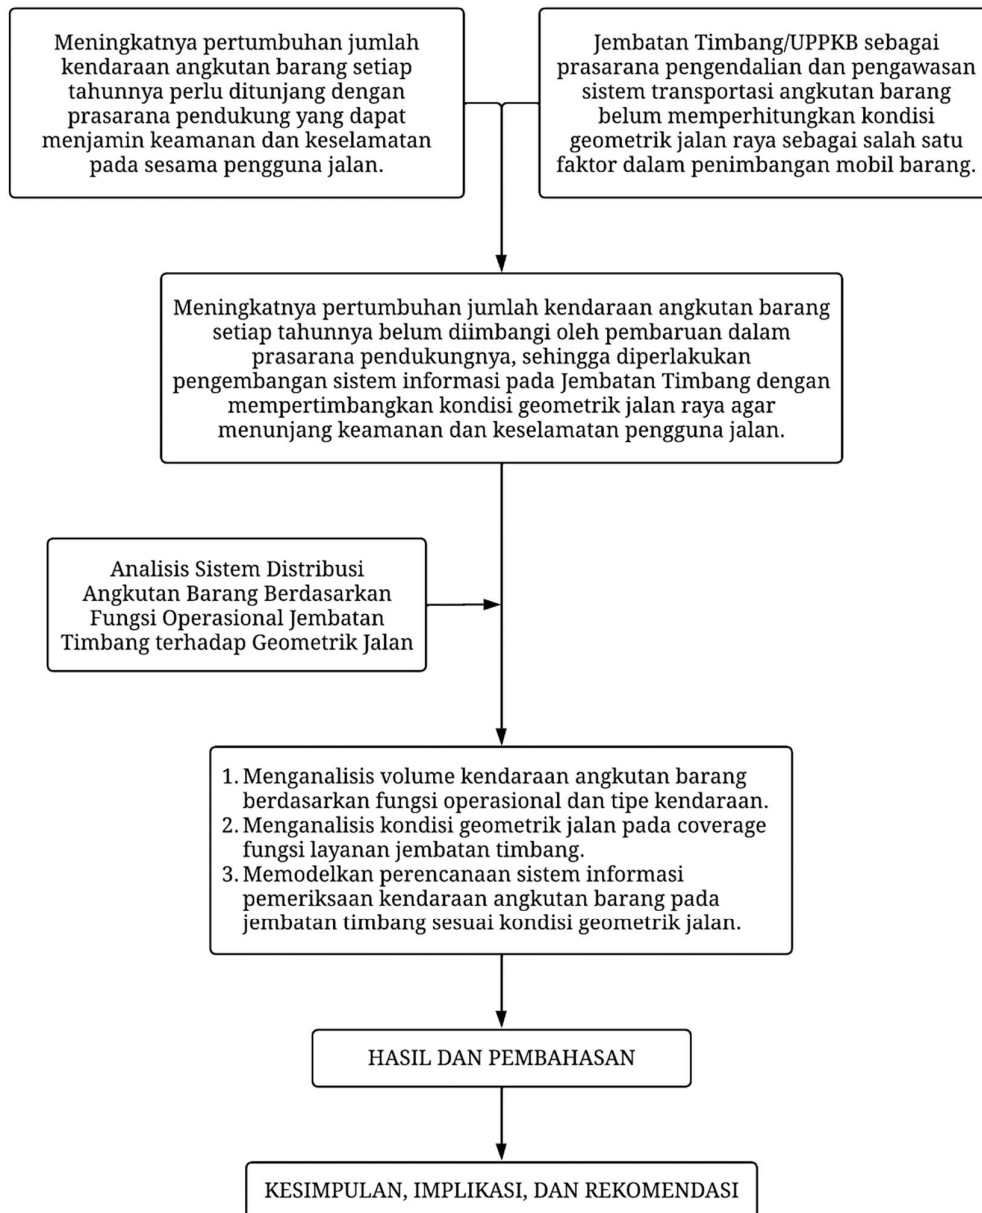 Meningkatnya pertumbuhan jumlah
kendaraan angkutan barang setiap
tahunnya perlu ditunjang dengan
prasarana pendukung yang dapat
menjamin keamanan dan keselamatan
pada sesama pengguna jalan.
Jembatan Timbang/UPPKB sebagai
prasarana pengendalian dan pengawasan
sistem transportasi angkutan barang
belum memperhitungkan kondisi
geometrik jalan raya sebagai salah satu
faktor dalam penimbangan mobil barang.
Meningkatnya pertumbuhan jumlah kendaraan angkutan barang
setiap tahunnya belum diimbangi oleh pembaruan dalam
prasarana pendukungnya, sehingga diperlakukan
pengembangan sistem informasi pada Jembatan Timbang dengan
mempertimbangkan kondisi geometrik jalan raya agar
menunjang keamanan dan keselamatan pengguna jalan.
Analisis Sistem Distribusi
Angkutan Barang Berdasarkan
Fungsi Operasional Jembatan
Timbang terhadap Geometrik Jalan
1. Menganalisis volume kendaraan angkutan barang
berdasarkan fungsi operasional dan tipe kendaraan.
2. Menganalisis kondisi geometrik jalan pada coverage
fungsi layanan jembatan timbang.
3. Memodelkan perencanaan sistem informasi
pemeriksaan kendaraan angkutan barang pada
jembatan timbang sesuai kondisi geometrik jalan.
HASIL DAN PEMBAHASAN
KESIMPULAN, IMPLIKASI, DAN REKOMENDASI